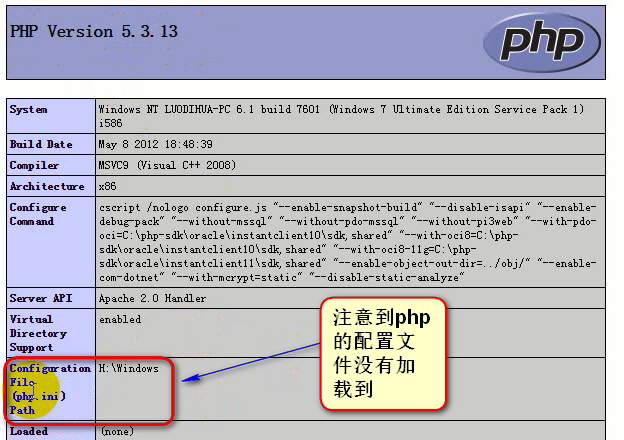 PHP Version 5.3.13
php
System
Windows NT LUODIHUA-PC 6.1 build 7601 (Windows 7 Ultimate Edition Service Pack 1)
i586
Build Date
May 8 2012 18:48:39
Compiler
MSVC9 (Visual C++ 2008)
Architecture
x86
Configure
Command
cscript /nologo configure.js "--enable-snapshot-build" "--disable-isapi" "--enable-
debug-pack" "--without-mssql" "--without-pdo-mssql" "--without-pi3web" "--with-pdo-
oci=C:\php-sdk\oracle\instantclient10\sdk,shared" "--with-oci8=C:\php-
sdk\oracle\instantclient10\sdk,shared" "--with-oci8-11g=C:\php-
sdk\oracle\instantclient11\sdk,shared" "--enable-object-out-dir=../obj/" "--enable-
com-dotnet" "--with-mcrypt=static" "--disable-static-analyze"
Server API
Apache 2.0 Handler
Virtual
Directory
Support
enabled
Configuration
File
(php.ini)
Path
H:\Windows
注意到php
的配置文
件没有加
载到
Loaded
(none)